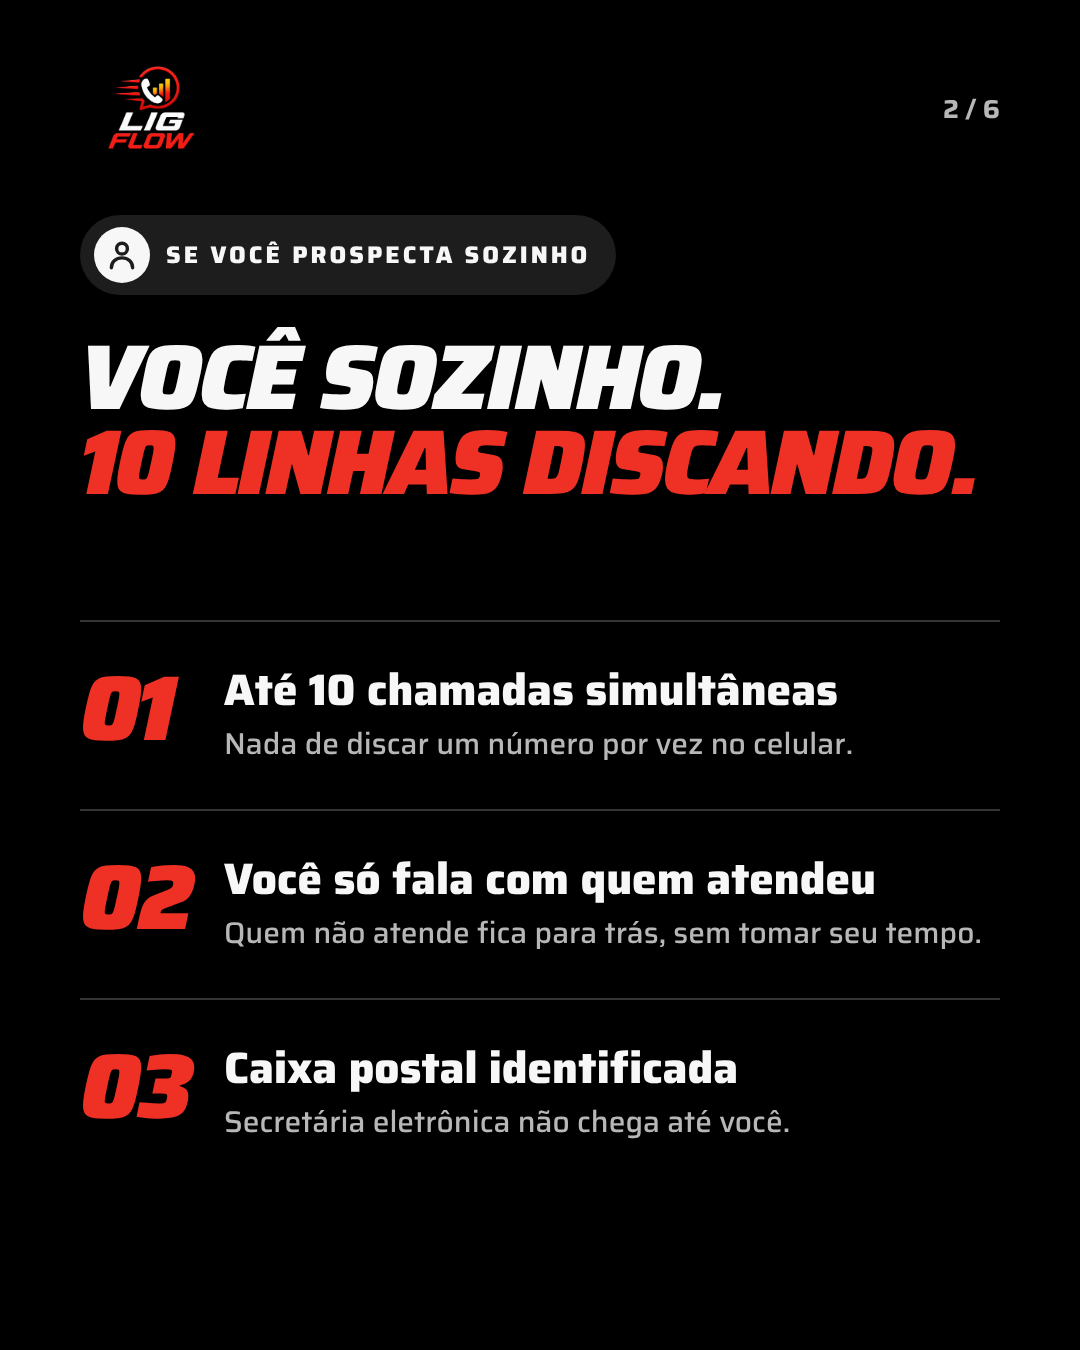 LIG
FLOW
2 / 6
SE VOCÊ PROSPECTA SOZINHO
VOCÊ SOZINHO.
10 LINHAS DISCANDO.
01
Até 10 chamadas simultâneas
Nada de discar um número por vez no celular.
02
Você só fala com quem atendeu
Quem não atende fica para trás, sem tomar seu tempo.
03
Caixa postal identificada
Secretária eletrônica não chega até você.